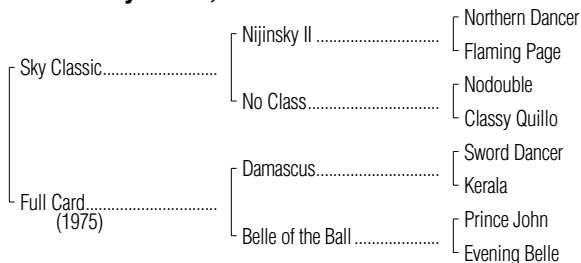 Northern Dancer
Nijinsky II
Flaming Page
Sky Classic
Nodouble
No Class
Classy Quillo
Sword Dancer
Damascus
Kerala
Full Card
(1975)
Prince John
Belle of the Ball
Evening Belle